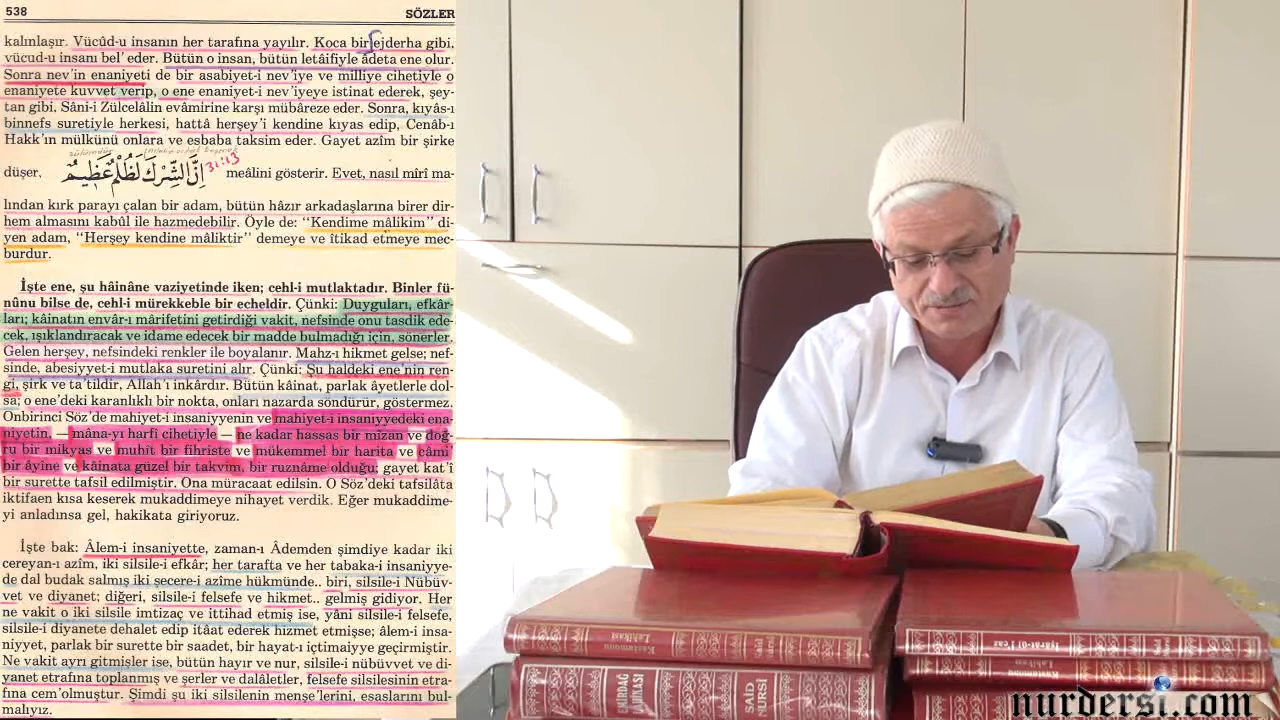 538
SÖZLER
kalınlaşır. Vücûd-u insanın her tarafına yayılır. Koca bir ejderha gibi,
vücud-u insanı bel' eder. Bütün o insan, bütün letâifiyle âdeta ene olur.
Sonra nev'in enaniyeti de bir asabiyet-i nev'iye ve milliye cihetiyle o
enaniyete kuvvet verip, o ene enaniyet-i nev'iyeye istinat ederek, şey-
tan gibi. Sâni-i Zülcelâlin evâmirine karşı mübâreze eder. Sonra, kıyâs-ı
binnefs suretiyle herkesi, hattâ herşey'i kendine kıyas edip, Cenâb-ı
Hakk'ın mülkünü onlara ve esbaba taksim eder. Gayet azîm bir şirke
düşer, اِنَّ الشِّرْكَ لَظُلْمٌ عَظِيمٌ 31:13 meâlini gösterir. Evet, nasıl mîrî ma-
lından kırk parayı çalan bir adam, bütün hâzır arkadaşlarına birer dir-
hem almasını kabûl ile hazmedebilir. Öyle de: "Kendime mâlikim" di-
yen adam, "Herşey kendine mâliktir" demeye ve îtikad etmeye mec-
burdur.
İşte ene, şu hâinâne vaziyetinde iken; cehl-i mutlaktadır. Binler fü-
nûnu bilse de, cehl-i mürekkeble bir echeldir. Çünki: Duyguları, efkâr-
ları; kâinatın envâr-ı mârifetini getirdiği vakit, nefsinde onu tasdik ede-
cek, ışıklandıracak ve idame edecek bir madde bulmadığı için, sönerler.
Gelen herşey, nefsindeki renkler ile boyalanır. Mahz-ı hikmet gelse; nef-
sinde, abesiyyet-i mutlaka suretini alır. Çünki: Şu haldeki ene'nin ren-
gi, şirk ve ta'tildir, Allah'ı inkârdır. Bütün kâinat, parlak âyetlerle dol-
sa; o ene'deki karanlıklı bir nokta, onları nazarda söndürür, göstermez.
Onbirinci Söz'de mahiyet-i insaniyyenin ve mahiyet-i insaniyyedeki ena-
niyetin, — mâna-yı harfî cihetiyle — ne kadar hassas bir mîzan ve doğ-
ru bir mikyas ve muhit bir fihriste ve mükemmel bir harita ve câmi'
bir âyine ve kâinata güzel bir takvim, bir ruznâme olduğu; gayet kat'î
bir surette tafsil edilmiştir. Ona müracaat edilsin. O Söz'deki tafsilâta
iktifaen kısa keserek mukaddimeye nihayet verdik. Eğer mukaddime-
yi anladınsa gel, hakikata giriyoruz.
İşte bak: Âlem-i insaniyette, zaman-ı Âdemden şimdiye kadar iki
cereyan-ı azîm, iki silsile-i efkâr; her tarafta ve her tabaka-i insaniyye-
de dal budak salmış iki şecere-i azîme hükmünde.. biri, silsile-i Nübüv-
vet ve diyanet; diğeri, silsile-i felsefe ve hikmet.. gelmiş gidiyor. Her
ne vakit o iki silsile imtizaç ve ittihad etmiş ise, yâni silsile-i felsefe,
silsile-i diyanete dehalet edip itâat ederek hizmet etmişse; âlem-i insa-
niyyet, parlak bir surette bir saadet, bir hayat-ı içtimaiyye geçirmiştir.
Ne vakit ayrı gitmişler ise, bütün hayır ve nur, silsile-i nübüvvet ve di-
yanet etrafına toplanmış ve şerler ve dalâletler, felsefe silsilesinin etra-
fına cem'olmuştur. Şimdi şu iki silsilenin menşe'lerini, esaslarını bul-
malıyız.
Kastamonu
Lahikası
EMİRDAĞ
LAHİKASI
SAİD
NURSİ
İşarat-ül İ'caz
nurdersi.com